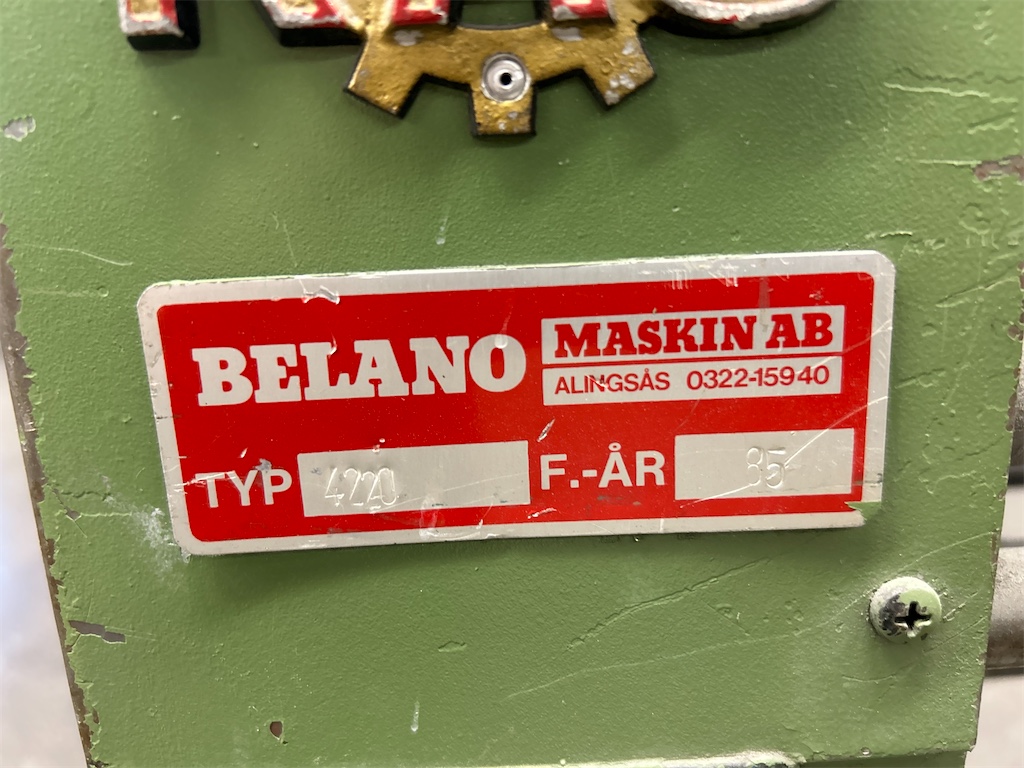 BELANO
MASKIN AB
ALINGSÅS 0322-15940
TYP 4220 F.-ÅR 85